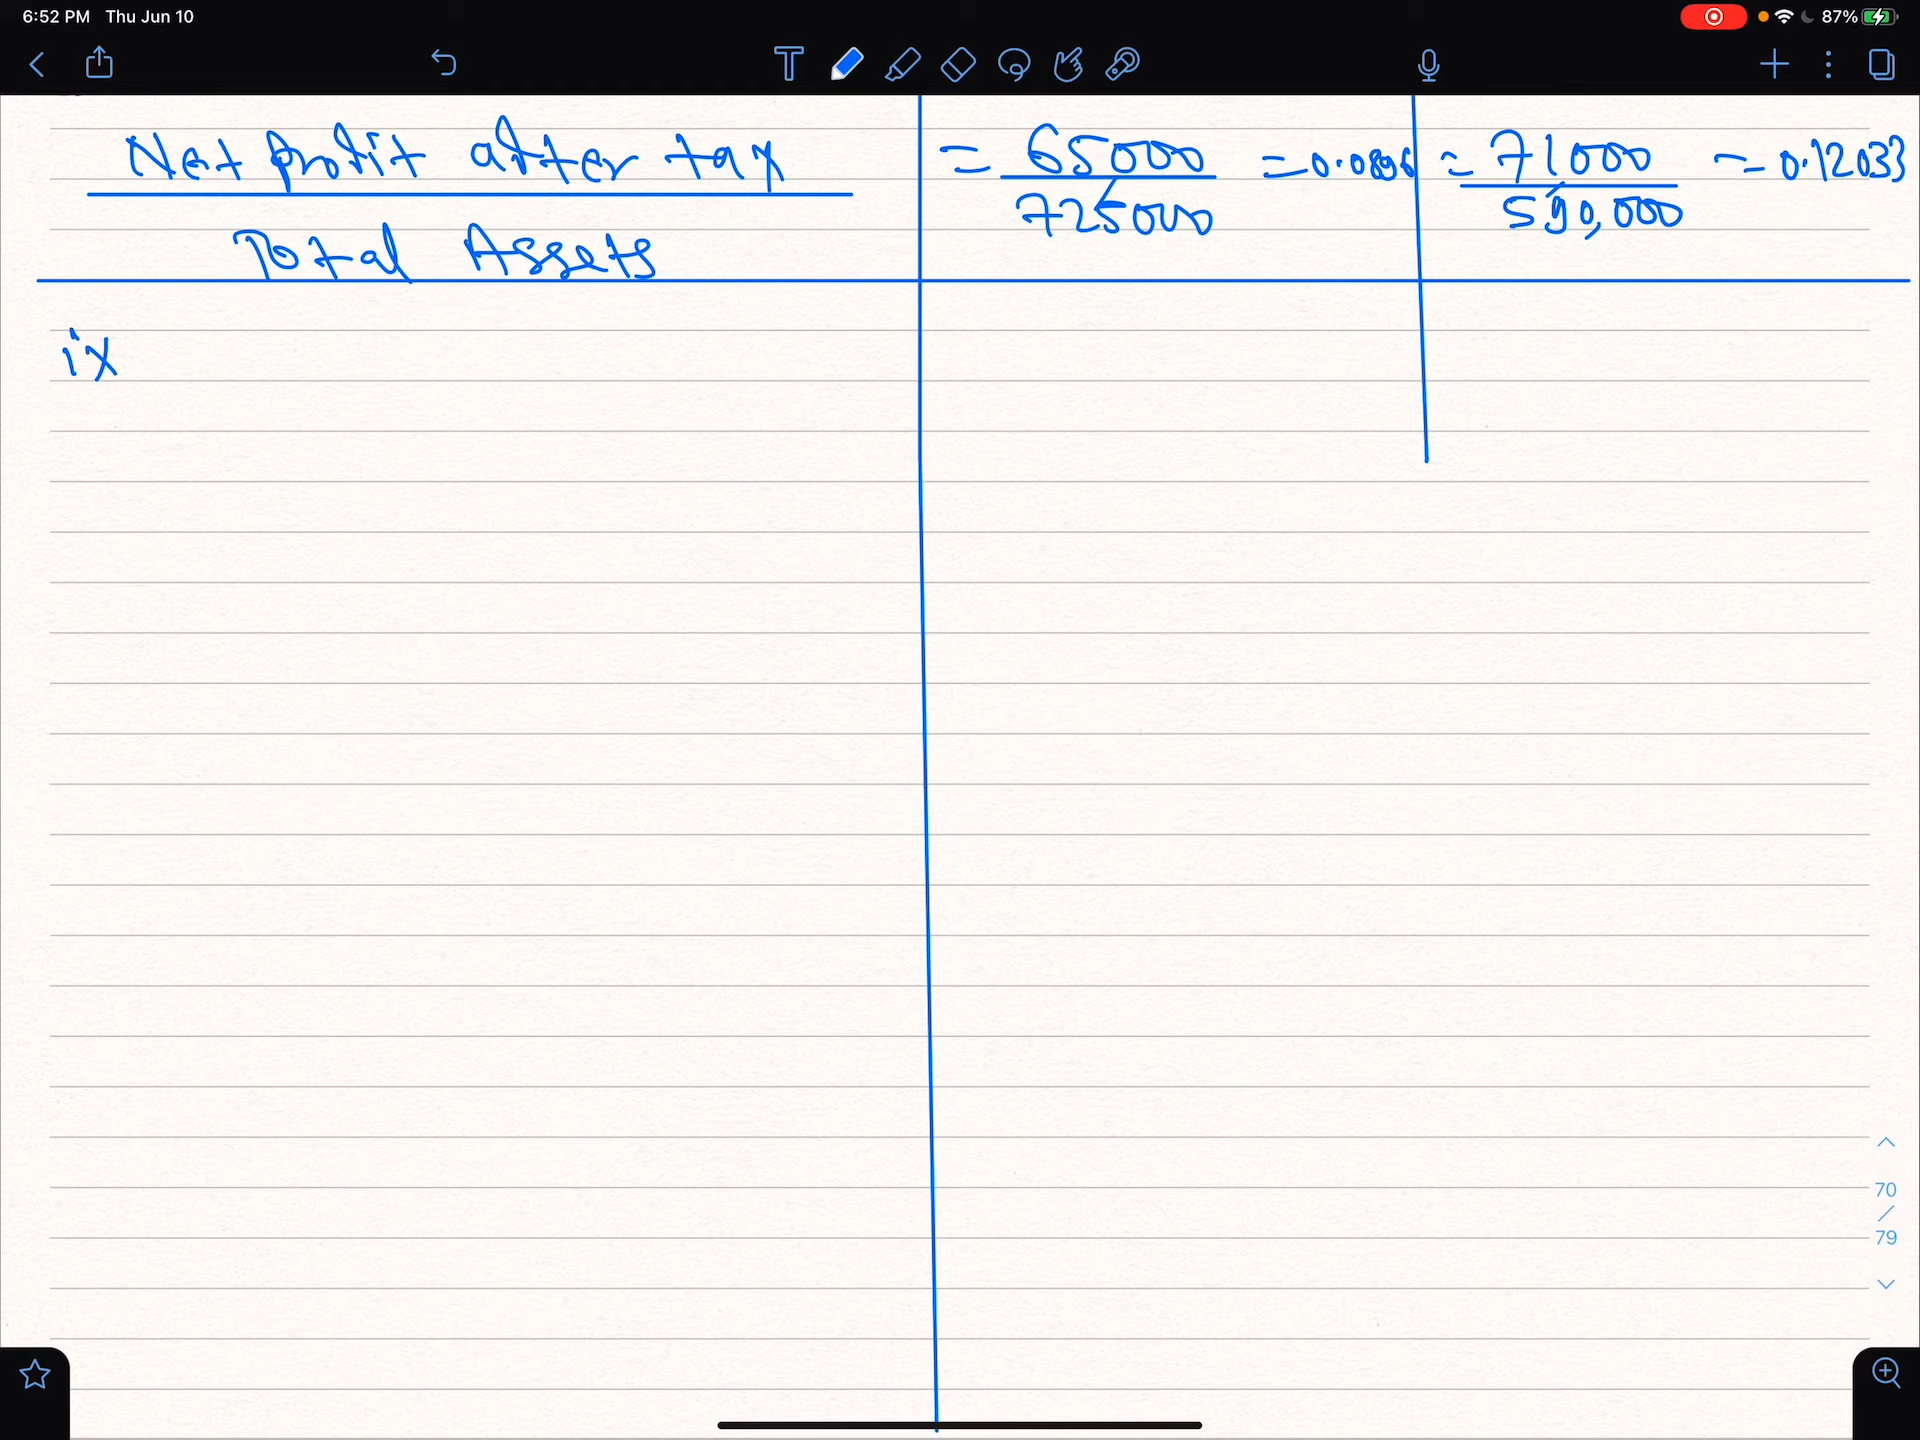 6:52 PM Thu Jun 10
87%
T
Net profit after tax
Total Assets
= 65000 / 725000 = 0.0896
= 71000 / 590,000 = 0.12033
ix
70
/
79